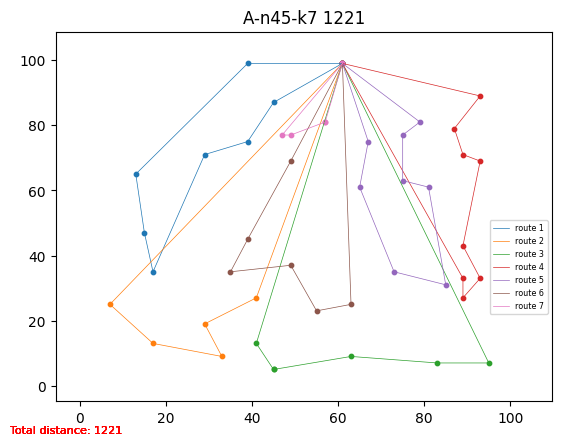 A-n45-k7 1221
100
80
60
40
20
0
0 20 40 60 80 100
route 1
route 2
route 3
route 4
route 5
route 6
route 7
Total distance: 1221